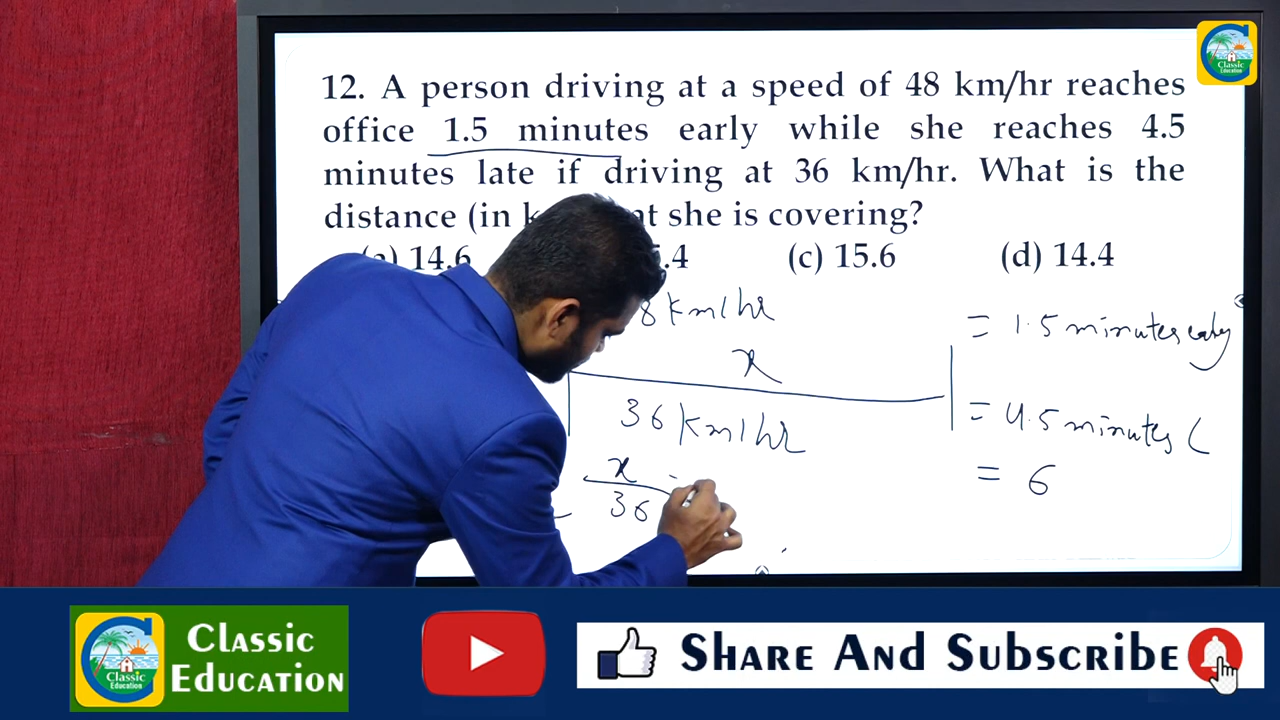 12. A person driving at a speed of 48 km/hr reaches
office 1.5 minutes early while she reaches 4.5
minutes late if driving at 36 km/hr. What is the
distance (in she is covering?
14.6 .4 (c) 15.6 (d) 14.4
8 km/hr
= 1.5 minutes early
x
36 km/hr
= 4.5 minutes (
x/36
= 6
Classic
Education
Classic
Education
Classic
Education
SHARE AND SUBSCRIBE